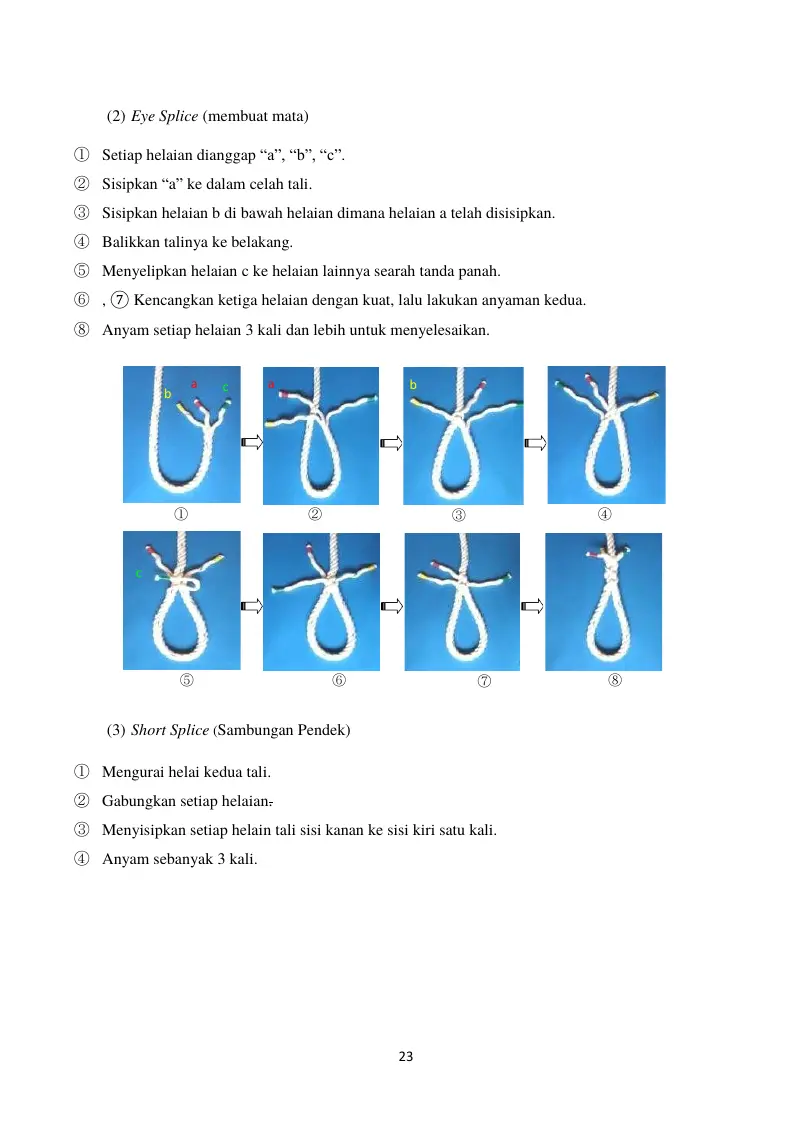 (2) Eye Splice (membuat mata)
① Setiap helaian dianggap “a”, “b”, “c”.
② Sisipkan “a” ke dalam celah tali.
③ Sisipkan helaian b di bawah helaian dimana helaian a telah disisipkan.
④ Balikkan talinya ke belakang.
⑤ Menyelipkan helaian c ke helaian lainnya searah tanda panah.
⑥ , ⑦ Kencangkan ketiga helaian dengan kuat, lalu lakukan anyaman kedua.
⑧ Anyam setiap helaian 3 kali dan lebih untuk menyelesaikan.
b a c a b
① ② ③ ④
c
⑤ ⑥ ⑦ ⑧
(3) Short Splice (Sambungan Pendek)
① Mengurai helai kedua tali.
② Gabungkan setiap helaian.
③ Menyisipkan setiap helain tali sisi kanan ke sisi kiri satu kali.
④ Anyam sebanyak 3 kali.
23